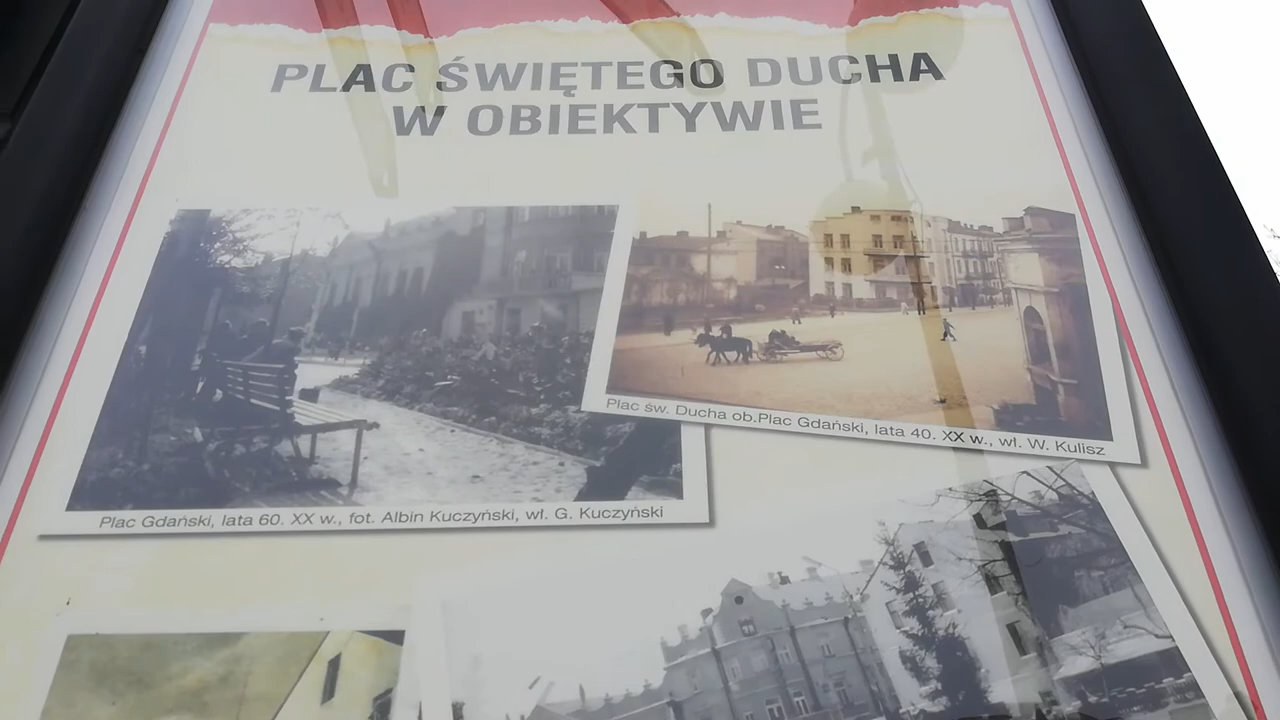 PLAC ŚWIĘTEGO DUCHA
W OBIEKTYWIE
Plac św. Ducha ob.Plac Gdański, lata 40. XX w., wł. W. Kulisz
Plac Gdański, lata 60. XX w., fot. Albin Kuczyński, wł. G. Kuczyński